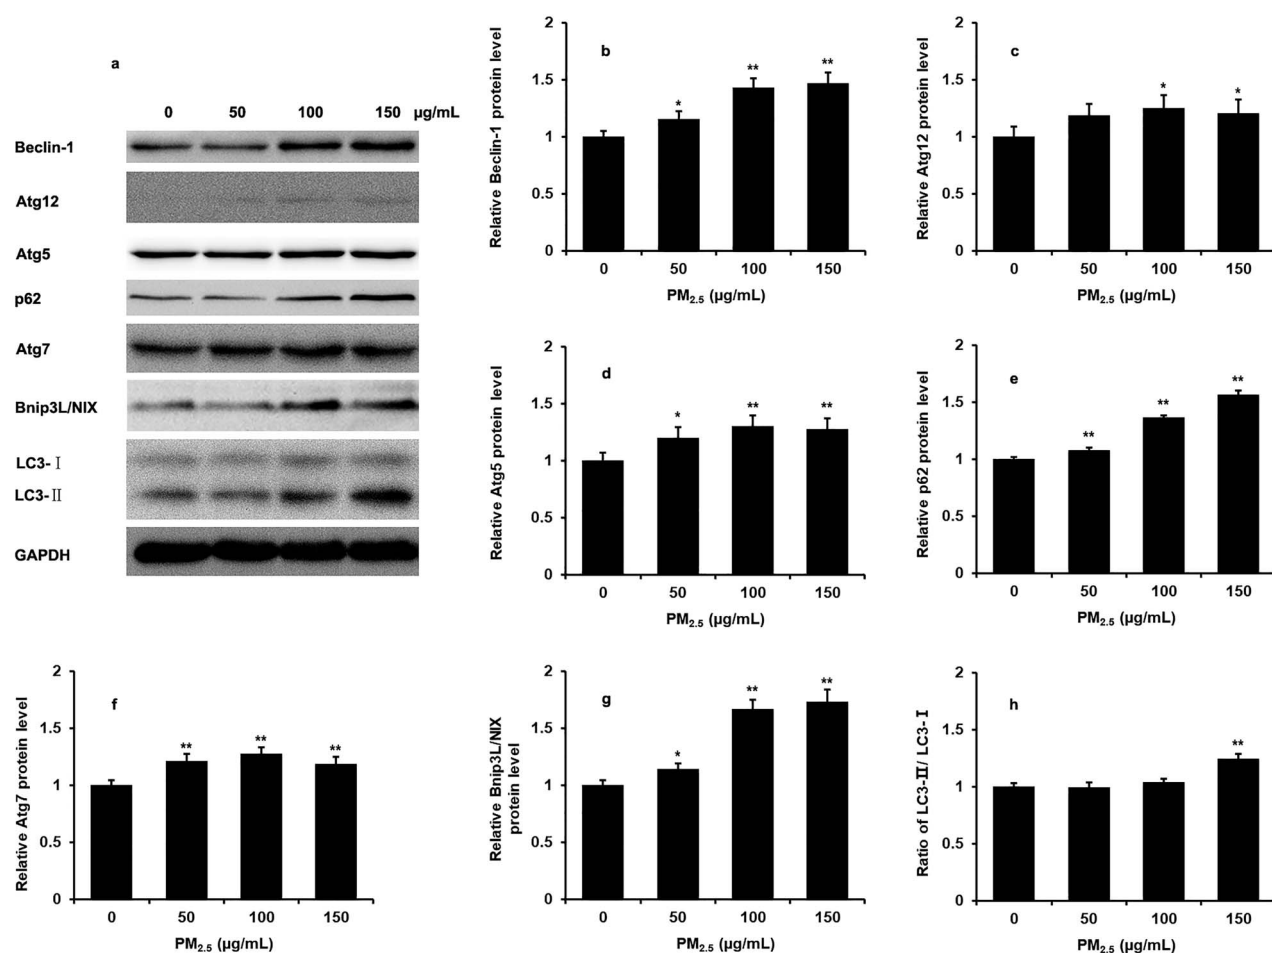 a
0 50 100 150 µg/mL
Beclin-1
Atg12
Atg5
p62
Atg7
Bnip3L/NIX
LC3-Ⅰ
LC3-Ⅱ
GAPDH
b
Relative Beclin-1 protein level
2
1.5
1
0.5
0
* ** **
0 50 100 150
PM2.5 (µg/mL)
c
Relative Atg12 protein level
2
1.5
1
0.5
0
* *
0 50 100 150
PM2.5 (µg/mL)
d
Relative Atg5 protein level
2
1.5
1
0.5
0
* ** **
0 50 100 150
PM2.5 (µg/mL)
e
Relative p62 protein level
2
1.5
1
0.5
0
** ** **
0 50 100 150
PM2.5 (µg/mL)
f
Relative Atg7 protein level
2
1.5
1
0.5
0
** ** **
0 50 100 150
PM2.5 (µg/mL)
g
Relative Bnip3L/NIX
protein level
2
1.5
1
0.5
0
* ** **
0 50 100 150
PM2.5 (µg/mL)
h
Ratio of LC3-Ⅱ/ LC3-Ⅰ
2
1.5
1
0.5
0
**
0 50 100 150
PM2.5 (µg/mL)